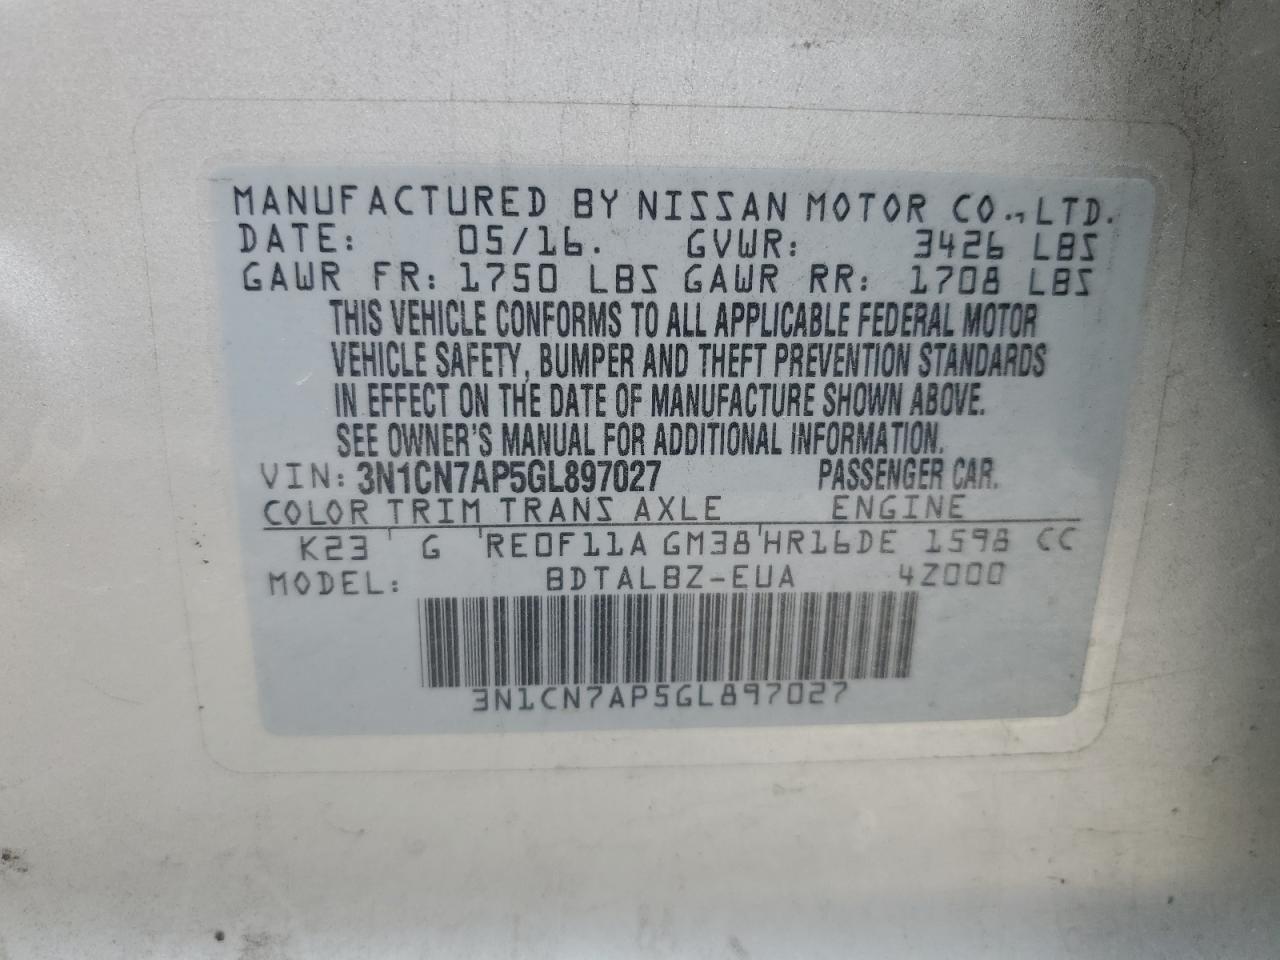 MANUFACTURED BY NISSAN MOTOR CO., LTD.
DATE: 05/16. GVWR: 3426 LBS
GAWR FR: 1750 LBS GAWR RR: 1708 LBS
THIS VEHICLE CONFORMS TO ALL APPLICABLE FEDERAL MOTOR
VEHICLE SAFETY, BUMPER AND THEFT PREVENTION STANDARDS
IN EFFECT ON THE DATE OF MANUFACTURE SHOWN ABOVE.
SEE OWNER'S MANUAL FOR ADDITIONAL INFORMATION.
VIN: 3N1CN7AP5GL897027 PASSENGER CAR.
COLOR TRIM TRANS AXLE ENGINE
K23 ' G 'RE0F11A GM38'HR16DE 1598 CC
MODEL: BDTALBZ-EUA 4Z000
3N1CN7AP5GL897027